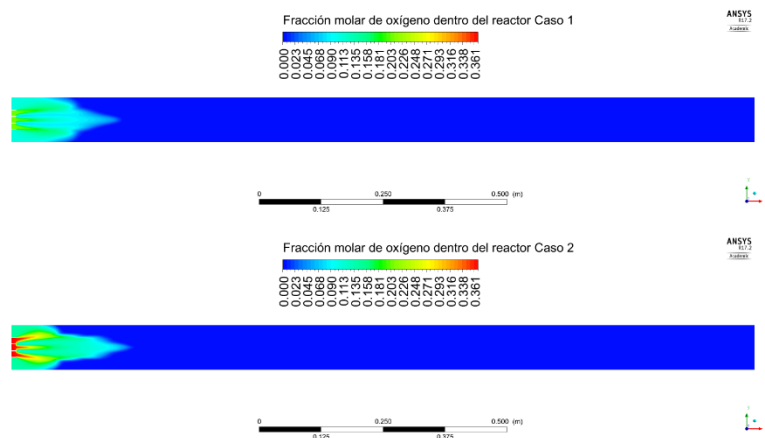 Fracción molar de oxígeno dentro del reactor Caso 1
ANSYS
R17.2
Academic
0.000 0.023 0.045 0.068 0.090 0.113 0.135 0.158 0.181 0.203 0.226 0.248 0.271 0.293 0.316 0.338 0.361
0 0.250 0.500 (m)
0.125 0.375
Fracción molar de oxígeno dentro del reactor Caso 2
ANSYS
R17.2
Academic
0.000 0.023 0.045 0.068 0.090 0.113 0.135 0.158 0.181 0.203 0.226 0.248 0.271 0.293 0.316 0.338 0.361
0 0.250 0.500 (m)
0.125 0.375